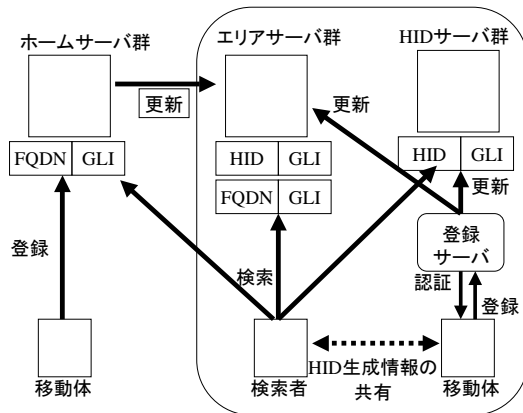 ホームサーバ群
エリアサーバ群
HIDサーバ群
更新
更新
FQDN GLI
HID GLI
HID GLI
FQDN GLI
更新
登録
検索
登録
サーバ
認証
登録
移動体
検索者
HID生成情報の
共有
移動体